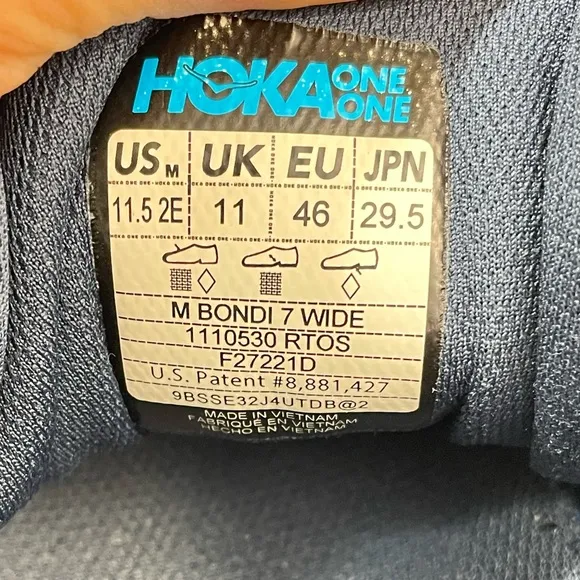 HOKA ONE ONE
US M UK EU JPN
11.5 2E 11 46 29.5
M BONDI 7 WIDE
1110530 RTOS
F27221D
U.S. Patent #8,881,427
9BSSE32J4UTDB@2
MADE IN VIETNAM
FABRIQUÉ EN VIETNAM
HECHO EN VIETNAM